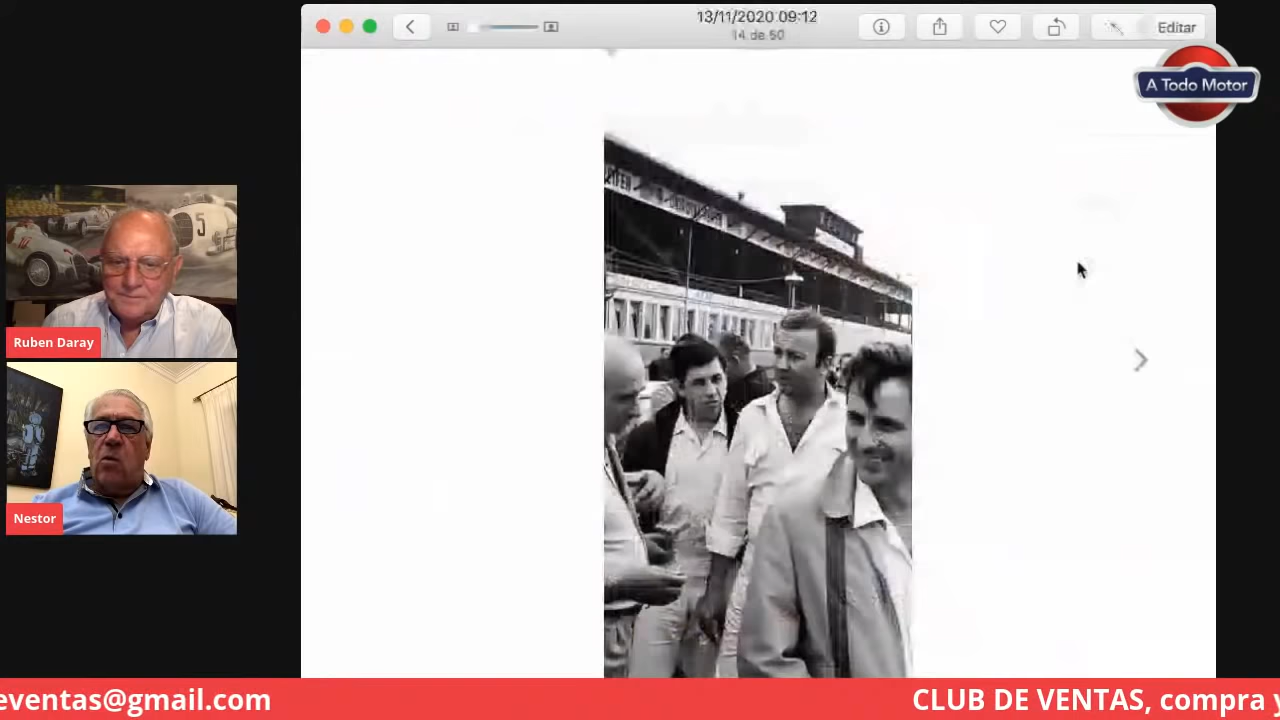 13/11/2020 09:12
14 de 50
Editar
A Todo Motor
5
Ruben Daray
Nestor
eventas@gmail.com
CLUB DE VENTAS, compra y